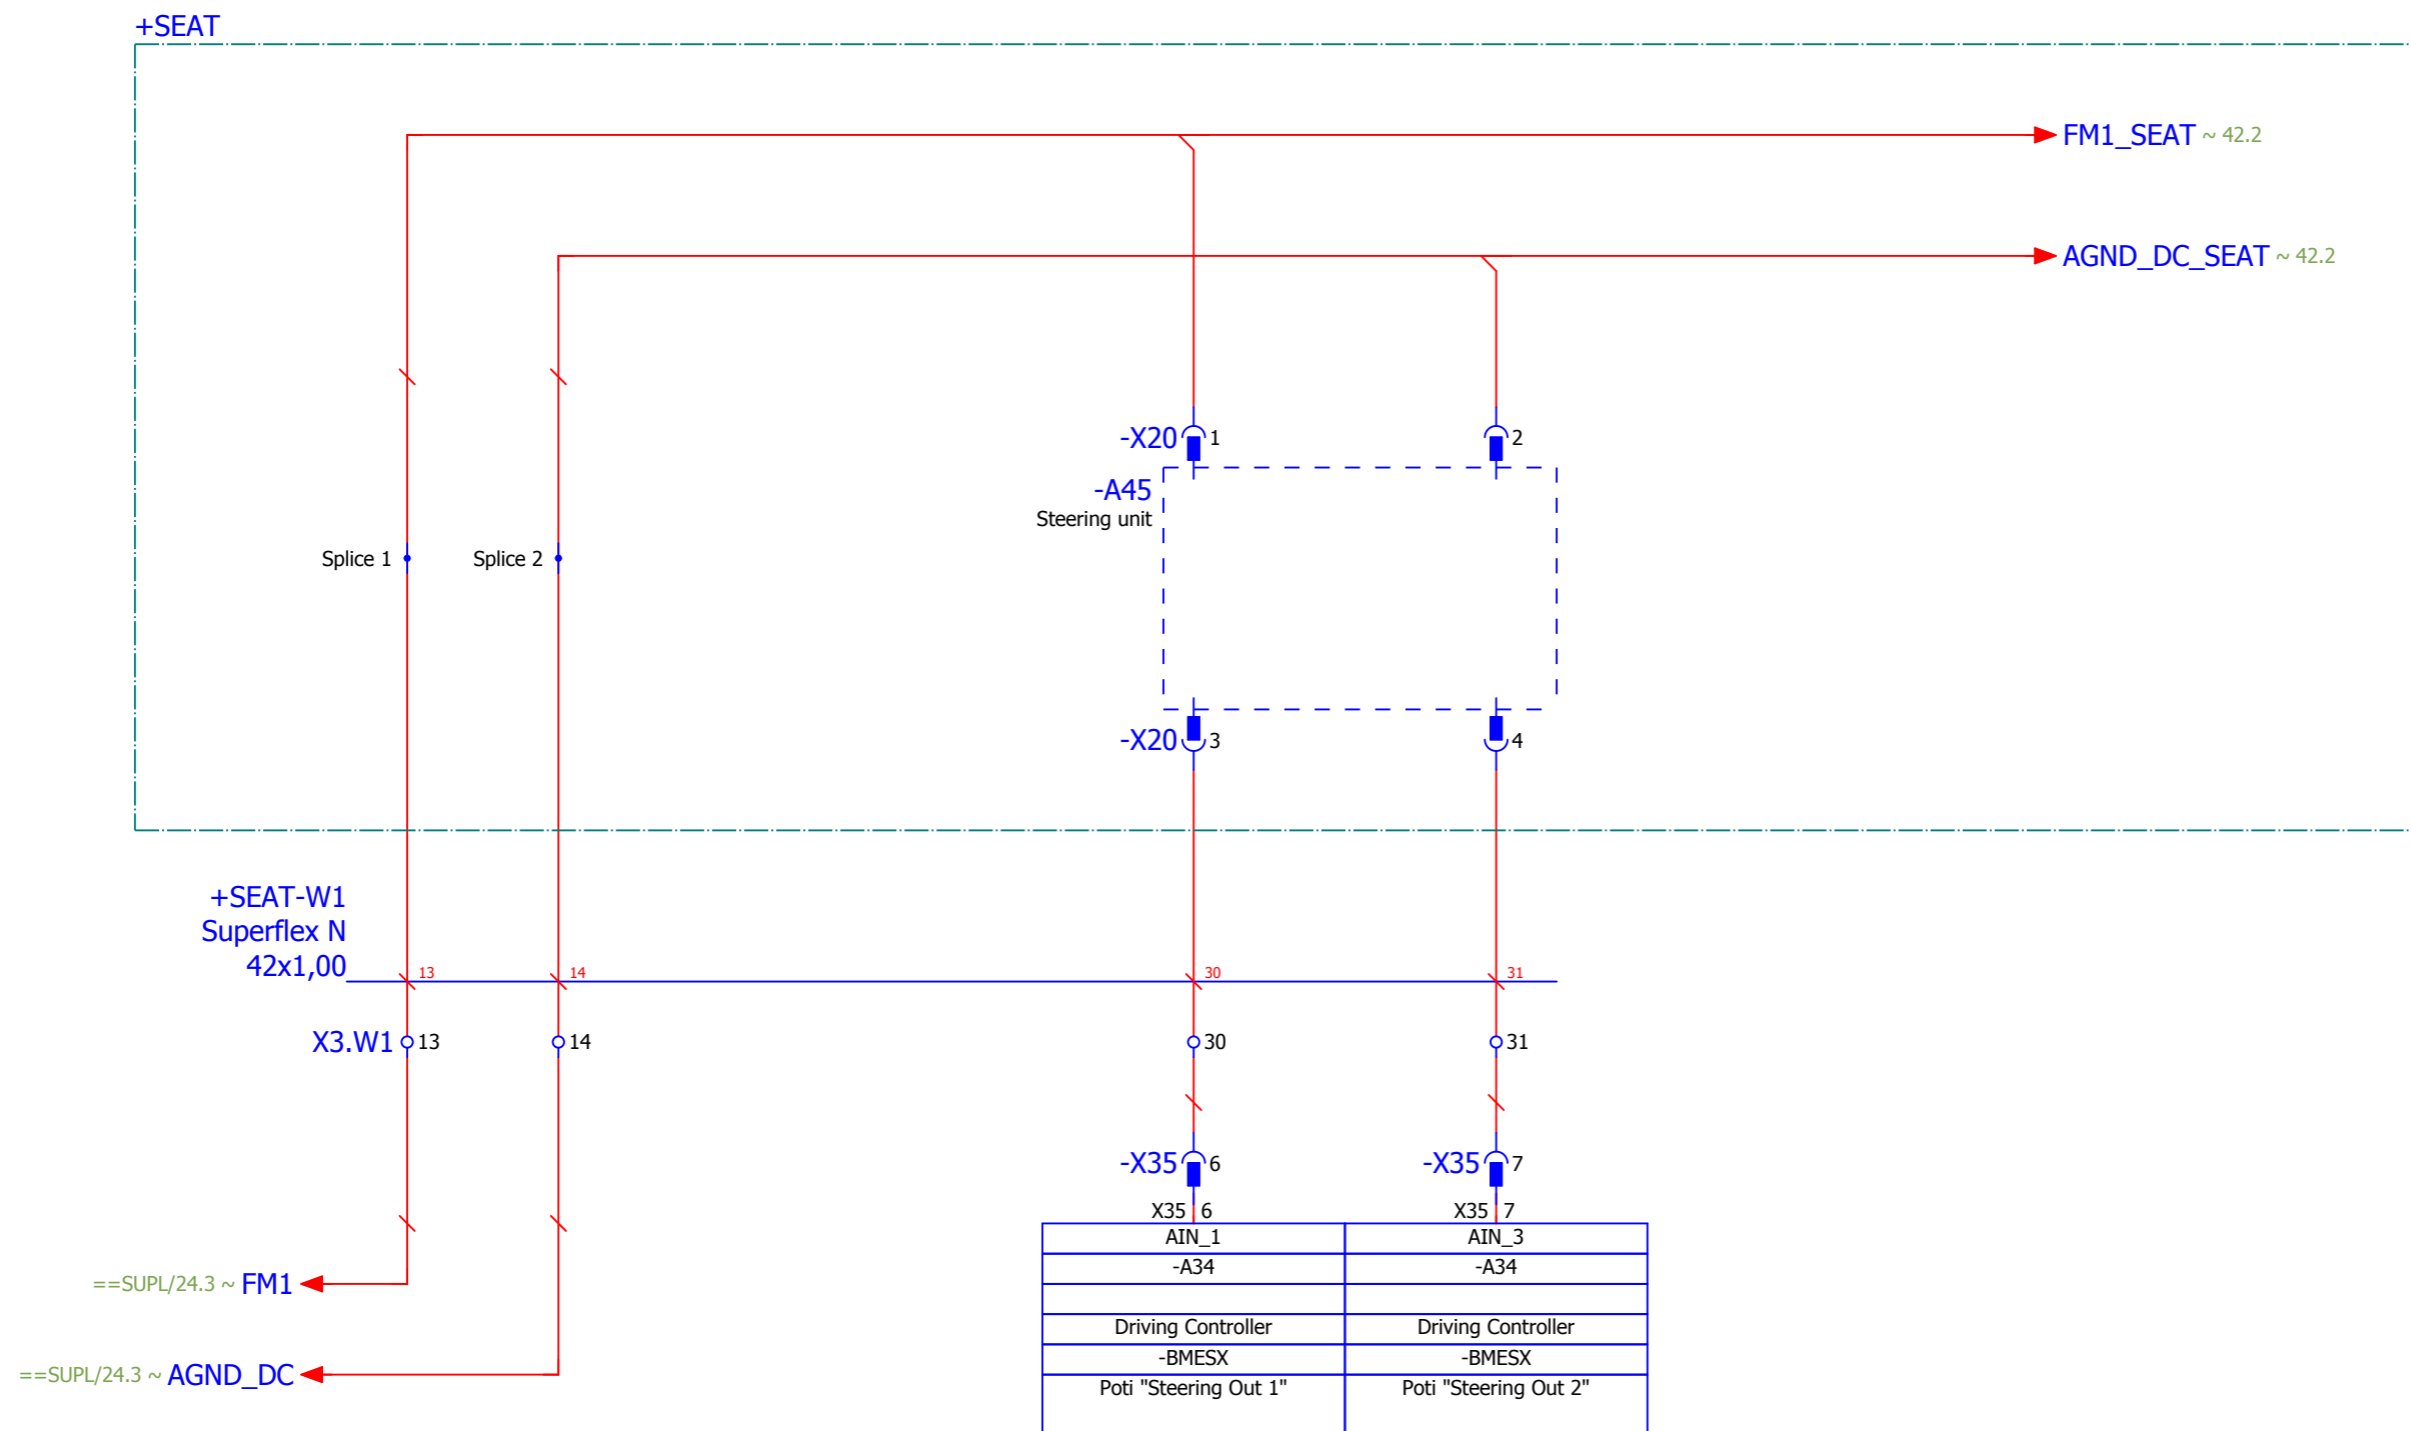 +SEAT
FM1_SEAT ~ 42.2
AGND_DC_SEAT ~ 42.2
-X20 1
2
-A45
Steering unit
Splice 1
Splice 2
-X20 3
4
+SEAT-W1
Superflex N
42x1,00
13
14
30
31
X3.W1 13
14
30
31
-X35 6
-X35 7
X35 6
X35 7
AIN_1
AIN_3
-A34
-A34
Driving Controller
Driving Controller
-BMESX
-BMESX
Poti "Steering Out 1"
Poti "Steering Out 2"
==SUPL/24.3 ~ FM1
==SUPL/24.3 ~ AGND_DC